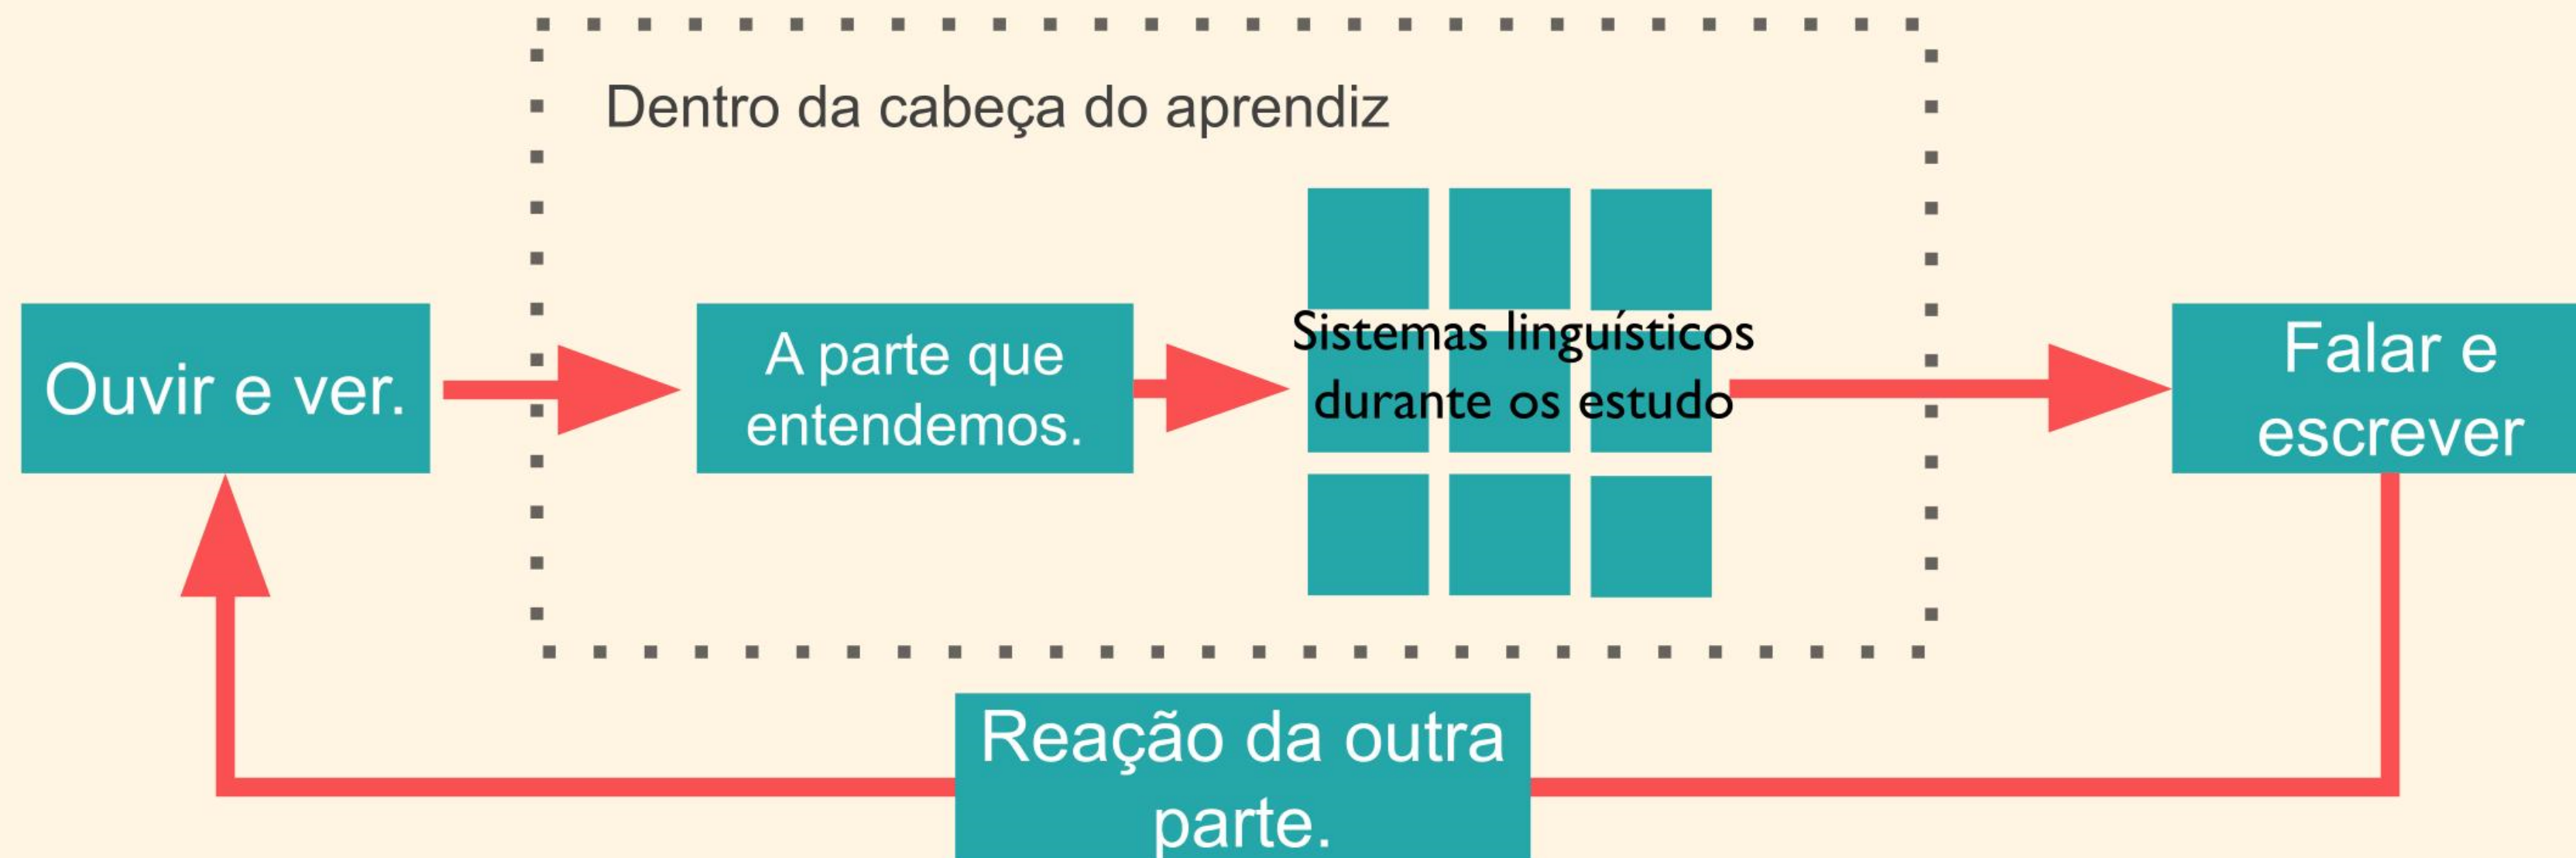 Dentro da cabeça do aprendiz
Ouvir e ver.
A parte que
entendemos.
Sistemas linguísticos
durante os estudo
Falar e
escrever
Reação da outra
parte.